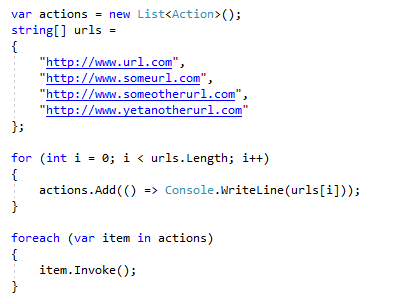 var actions = new List<Action>();
string[] urls =
{
    "http://www.url.com",
    "http://www.someurl.com",
    "http://www.someotherurl.com",
    "http://www.yetanotherurl.com"
};

for (int i = 0; i < urls.Length; i++)
{
    actions.Add(() => Console.WriteLine(urls[i]));
}

foreach (var item in actions)
{
    item.Invoke();
}